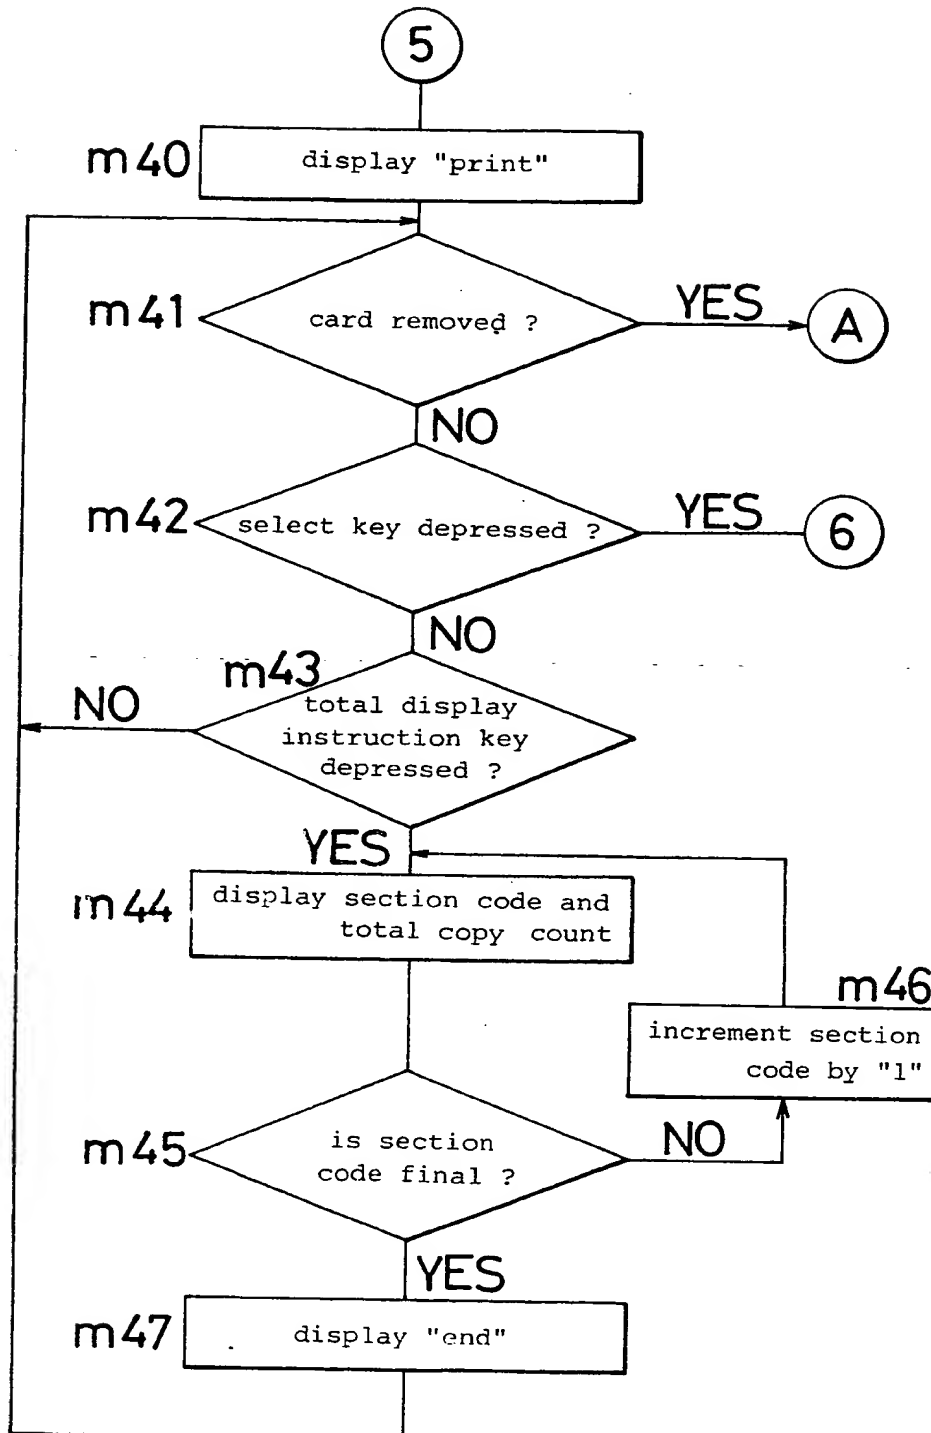 5
m40
display "print"
m41
card removed ?
YES
A
NO
m42
select key depressed ?
YES
6
NO
m43
NO
total display
instruction key
depressed ?
YES
m44
display section code and
total copy count
m46
increment section
code by "1"
m45
is section
code final ?
NO
YES
m47
display "end"